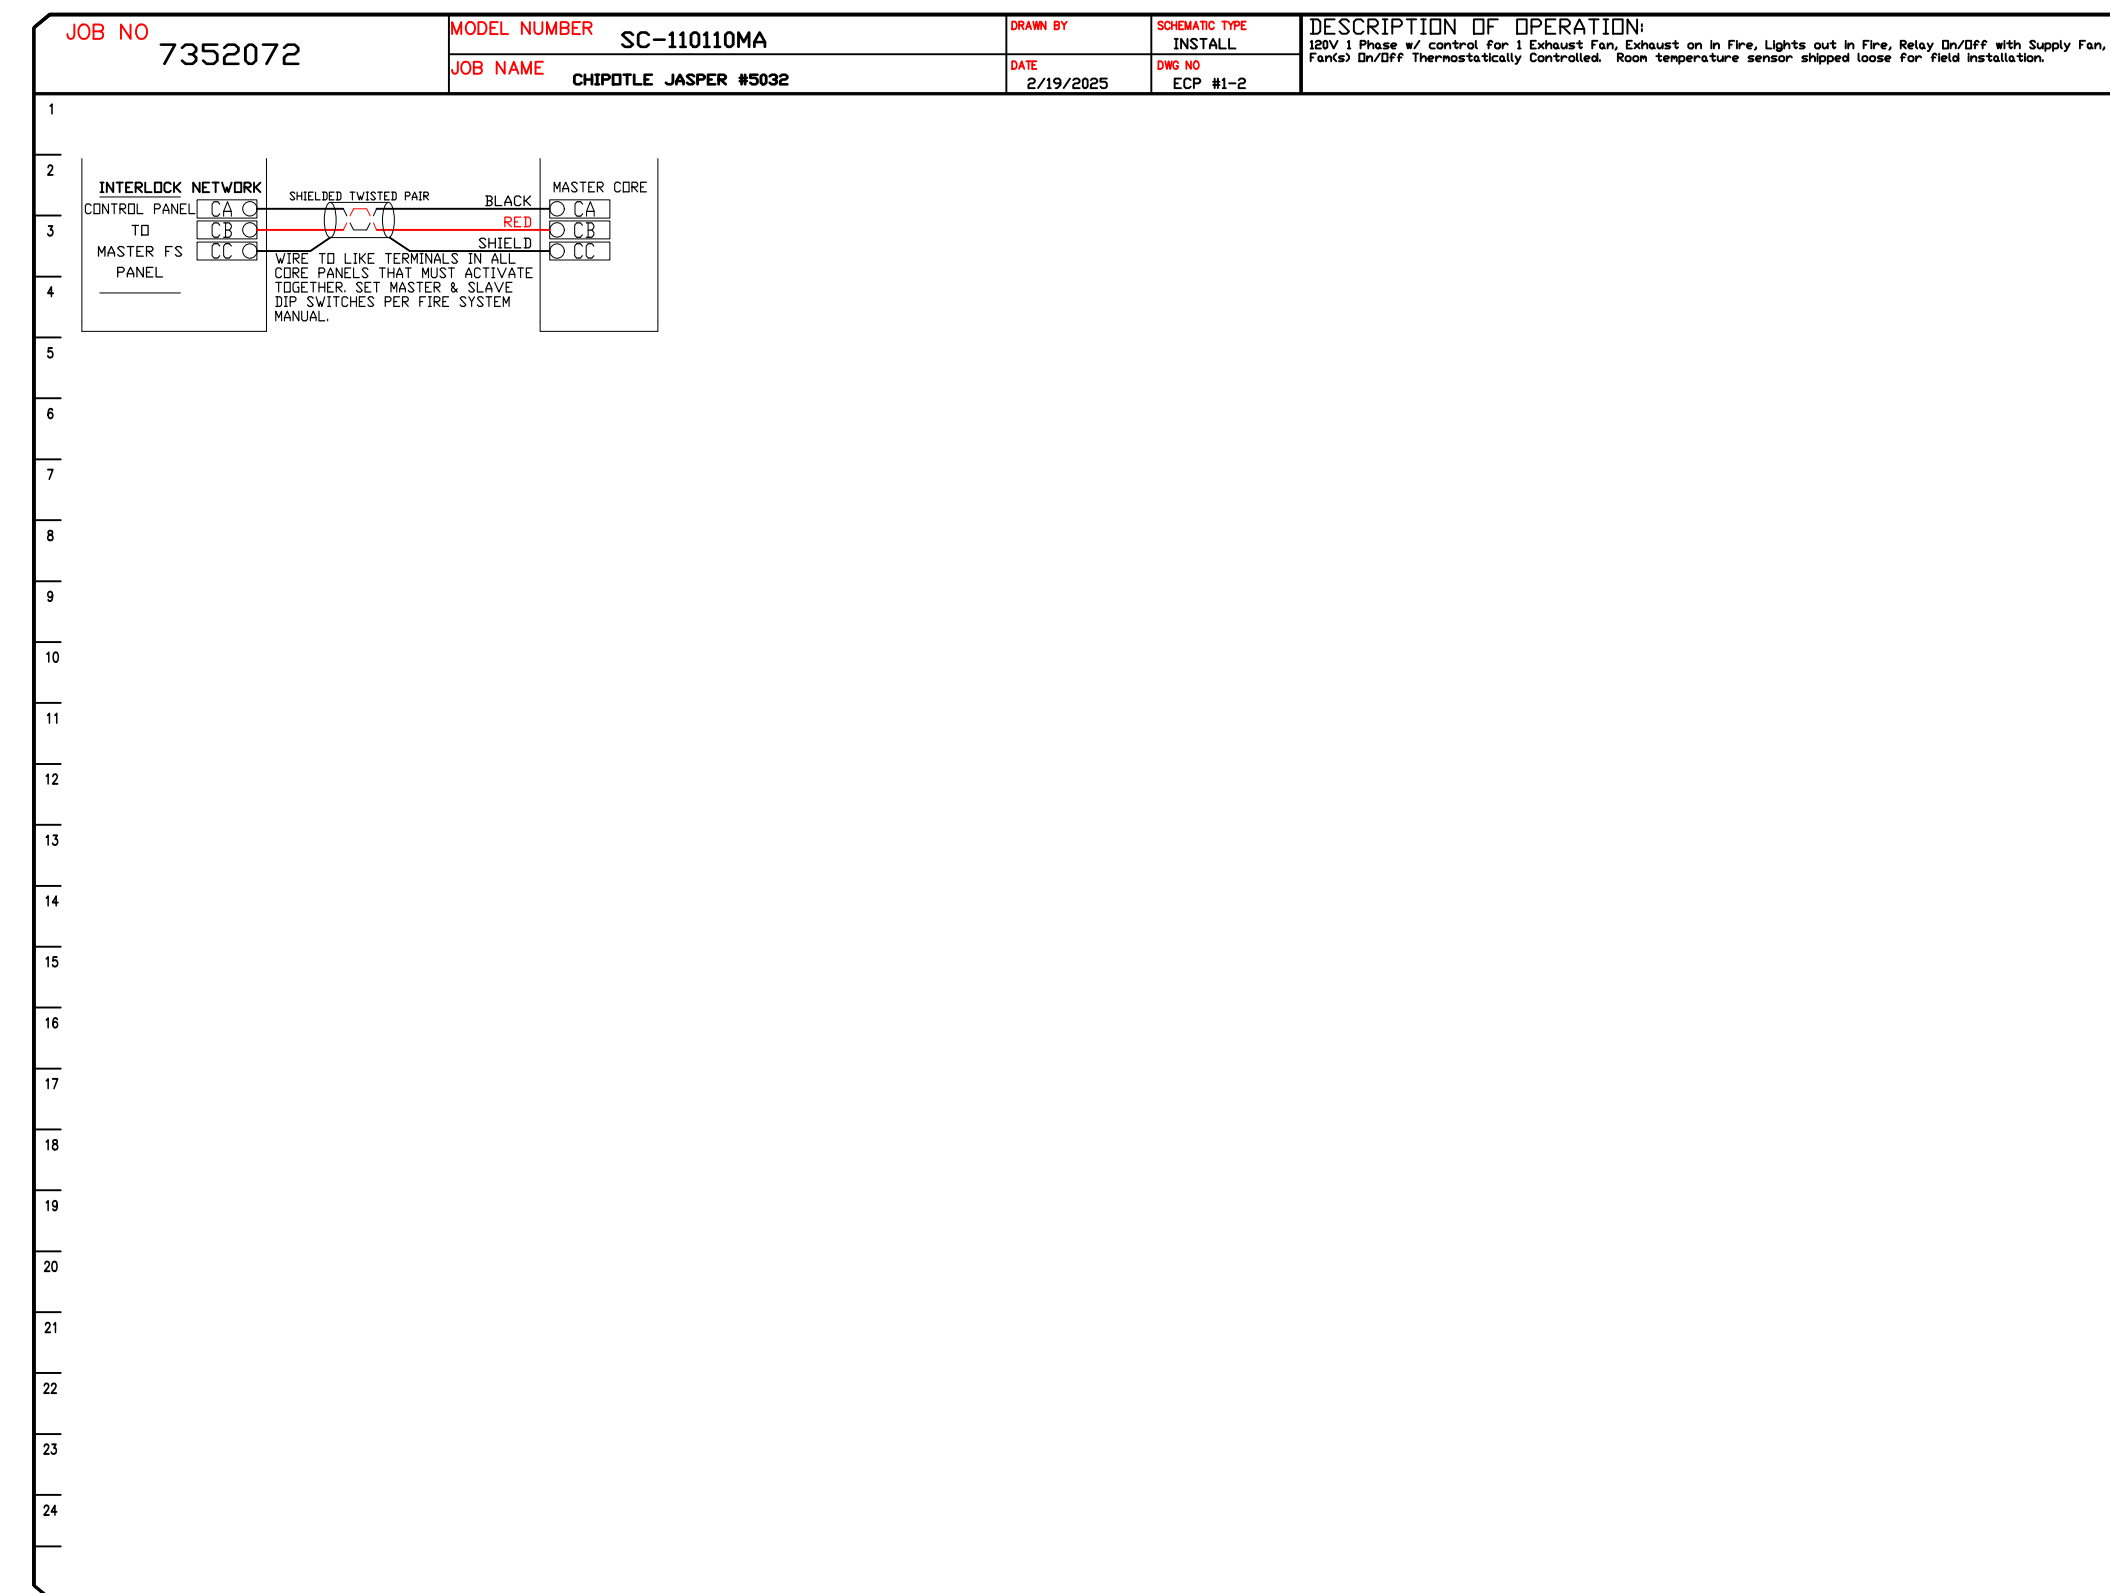 JOB NO
7352072
MODEL NUMBER SC-110110MA
JOB NAME CHIPOTLE JASPER #5032
DRAWN BY
DATE
2/19/2025
SCHEMATIC TYPE
INSTALL
DWG NO
ECP #1-2
DESCRIPTION OF OPERATION:
120V 1 Phase w/ control for 1 Exhaust Fan, Exhaust on in Fire, Lights out in Fire, Relay On/Off with Supply Fan,
Fan(s) On/Off Thermostatically Controlled. Room temperature sensor shipped loose for field installation.
1
2
3
4
5
6
7
8
9
10
11
12
13
14
15
16
17
18
19
20
21
22
23
24
INTERLOCK NETWORK
CONTROL PANEL
TO
MASTER FS
PANEL
CA
CB
CC
SHIELDED TWISTED PAIR
BLACK
RED
SHIELD
WIRE TO LIKE TERMINALS IN ALL
CORE PANELS THAT MUST ACTIVATE
TOGETHER. SET MASTER & SLAVE
DIP SWITCHES PER FIRE SYSTEM
MANUAL.
MASTER CORE
CA
CB
CC